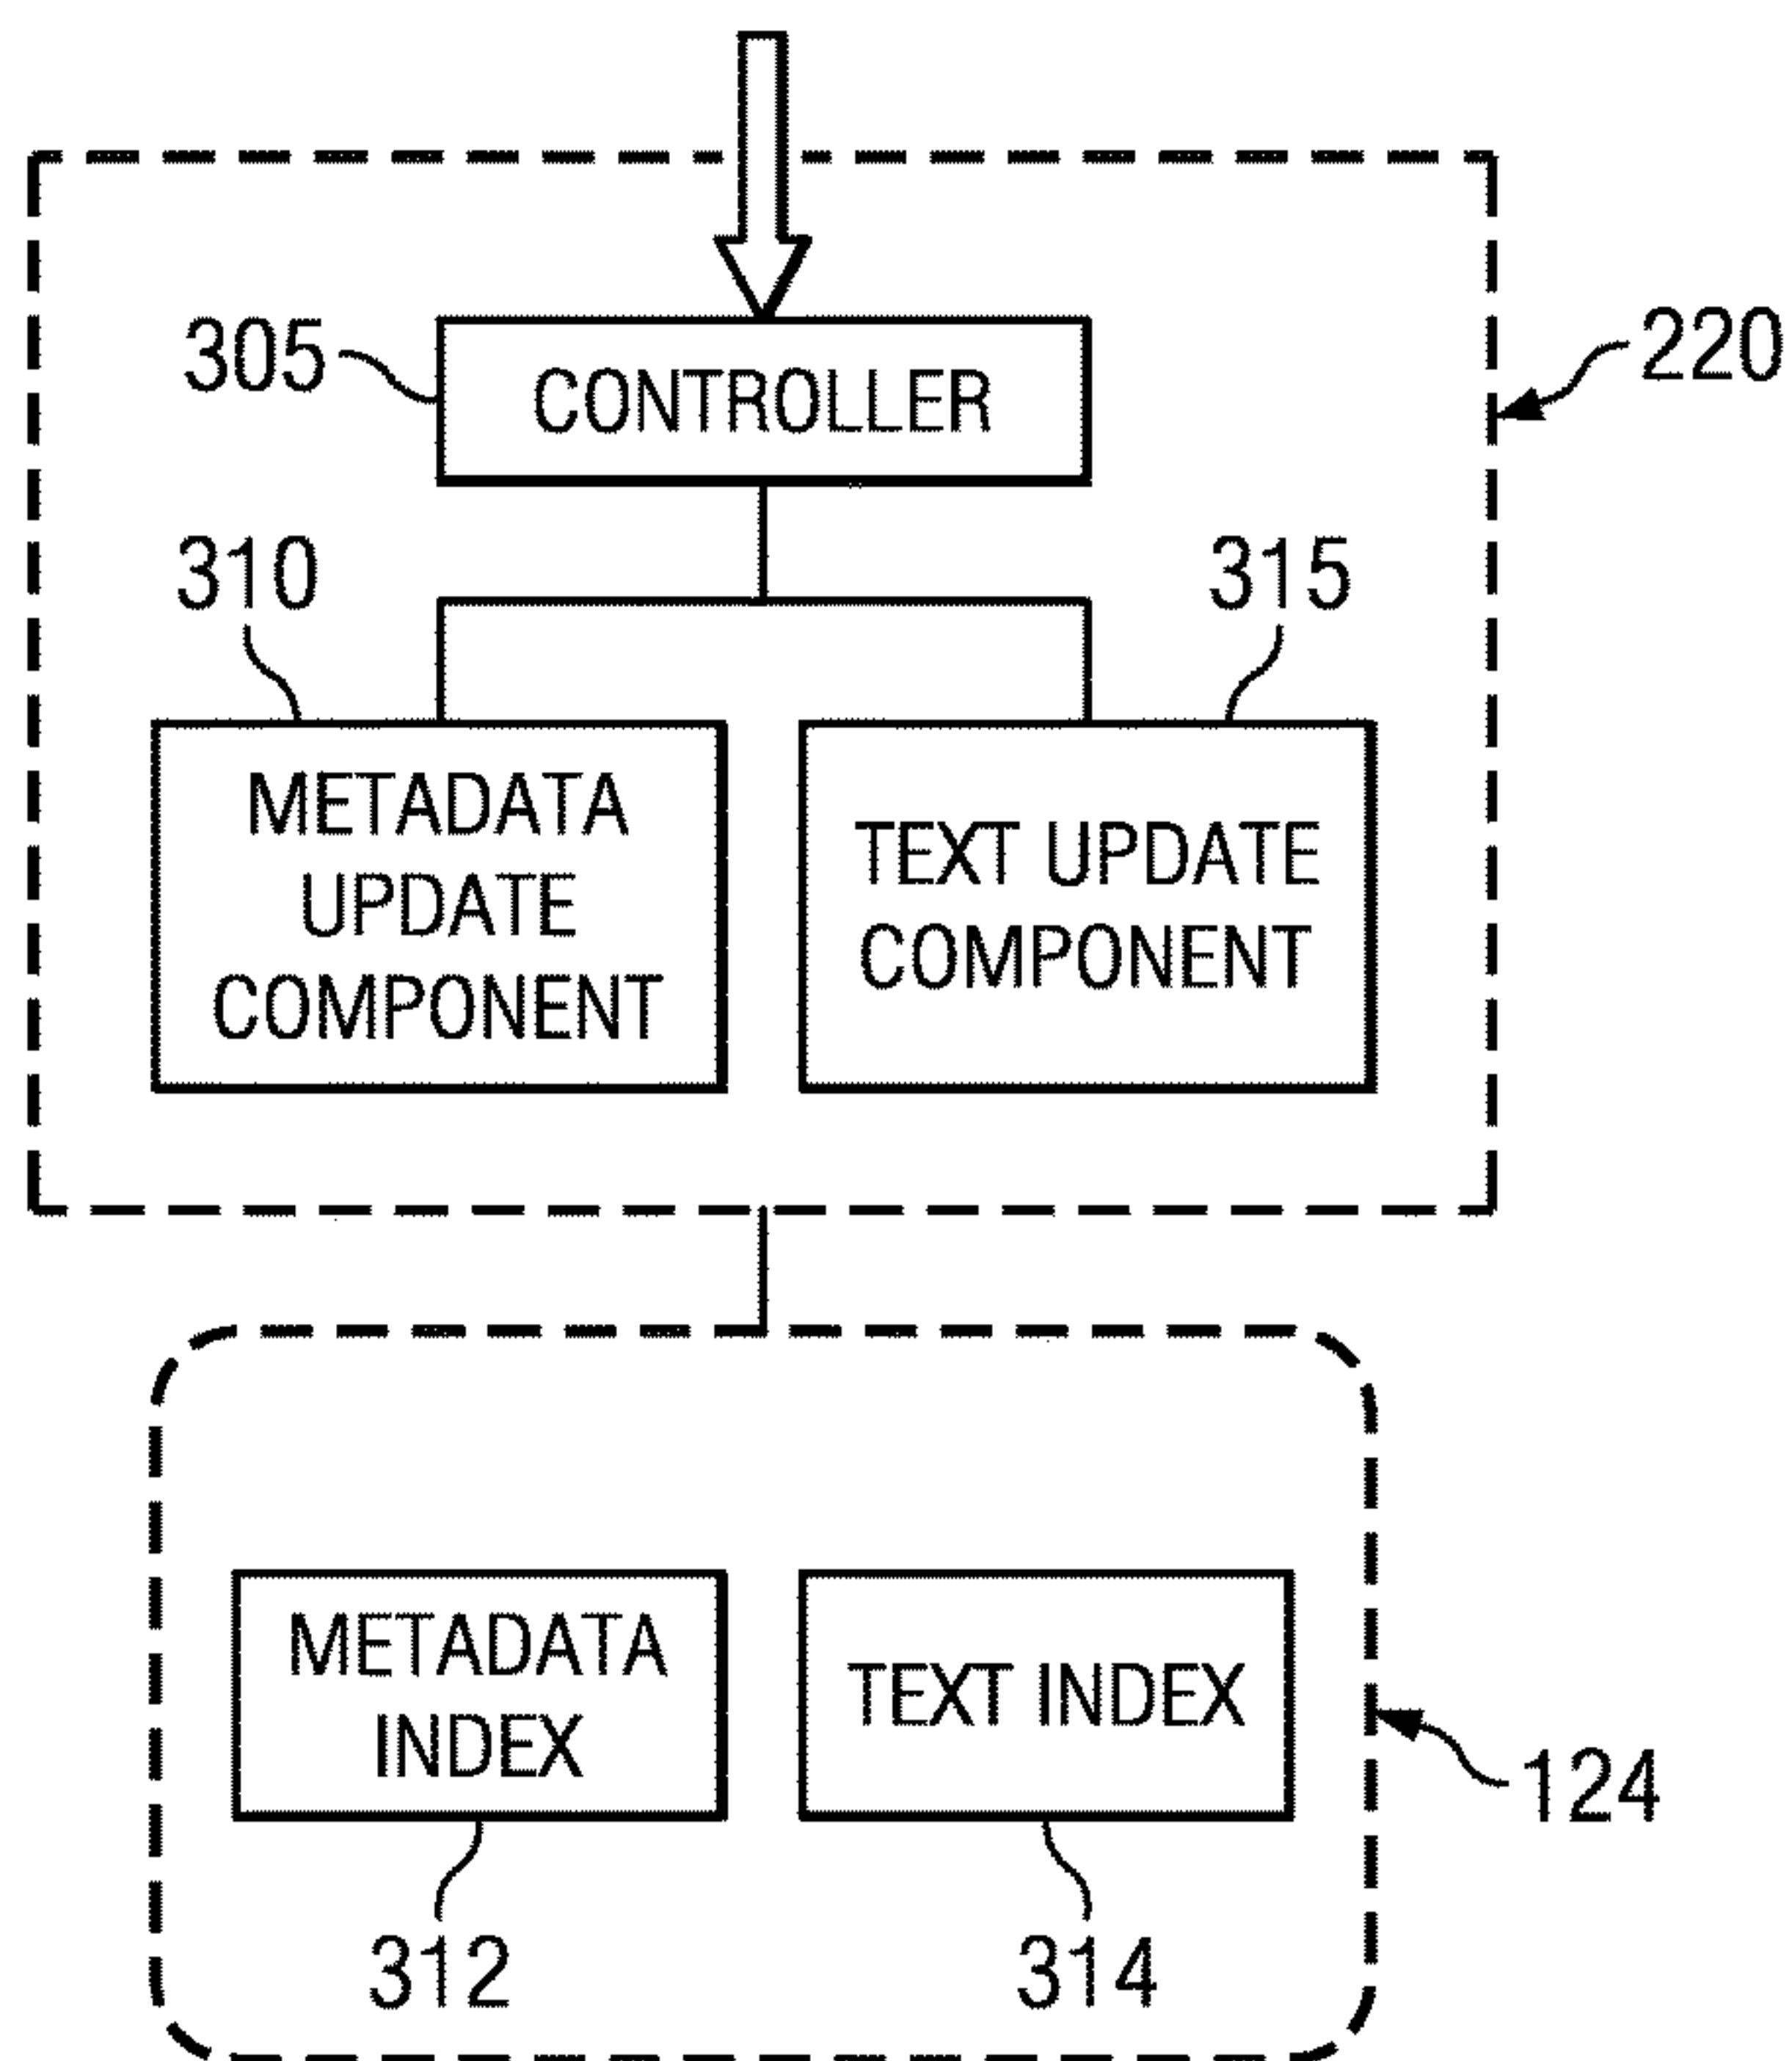 305
CONTROLLER
220
310
315
METADATA
UPDATE
COMPONENT
TEXT UPDATE
COMPONENT
METADATA
INDEX
TEXT INDEX
124
312
314